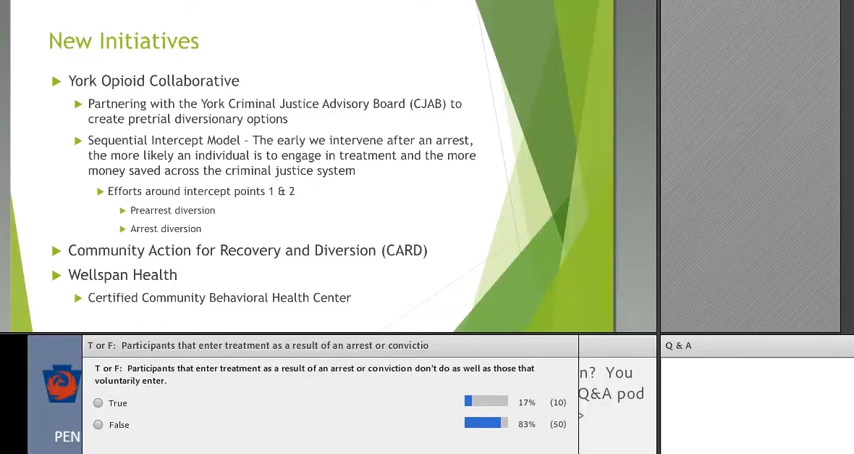 New Initiatives
York Opioid Collaborative
Partnering with the York Criminal Justice Advisory Board (CJAB) to
create pretrial diversionary options
Sequential Intercept Model – The early we intervene after an arrest,
the more likely an individual is to engage in treatment and the more
money saved across the criminal justice system
Efforts around intercept points 1 & 2
Prearrest diversion
Arrest diversion
Community Action for Recovery and Diversion (CARD)
Wellspan Health
Certified Community Behavioral Health Center
T or F: Participants that enter treatment as a result of an arrest or convictio
Q & A
T or F: Participants that enter treatment as a result of an arrest or conviction don't do as well as those that
voluntarily enter.
True 17% (10)
False 83% (50)
n? You
Q&A pod
>
PEN